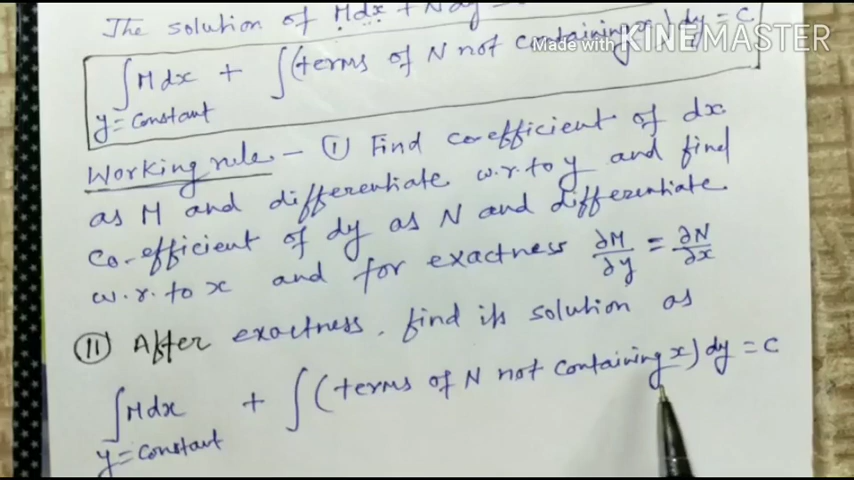 The solution of Mdx + Ndy =
∫Mdx + ∫(terms of N not containing x) dy = c
y = constant
Made with KINEMASTER
Working rule - (I) Find co-efficient of dx
as M and differentiate w.r.to y and find
co-efficient of dy as N and differentiate
w.r.to x and for exactness ∂M/∂y = ∂N/∂x
(II) After exactness, find its solution as
∫Mdx + ∫(terms of N not containing x) dy = c
y = constant